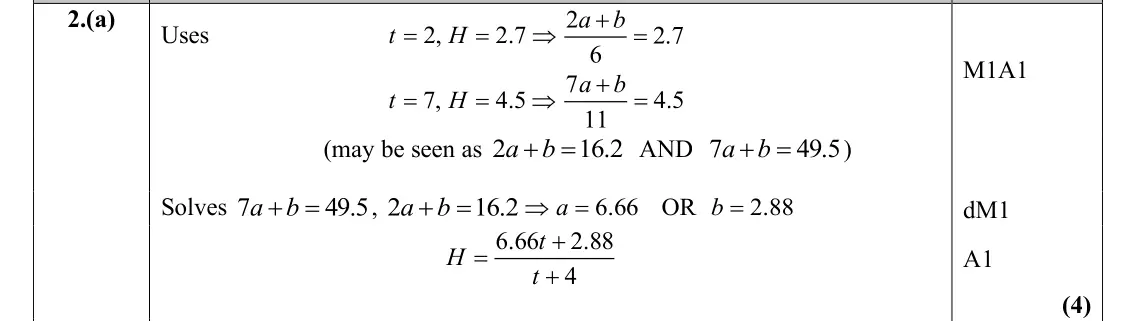 2.(a)
Uses t = 2, H = 2.7 ⇒ (2a + b)/6 = 2.7
M1A1
t = 7, H = 4.5 ⇒ (7a + b)/11 = 4.5
(may be seen as 2a + b = 16.2 AND 7a + b = 49.5)
Solves 7a + b = 49.5, 2a + b = 16.2 ⇒ a = 6.66 OR b = 2.88 dM1
H = (6.66t + 2.88)/(t + 4) A1
(4)